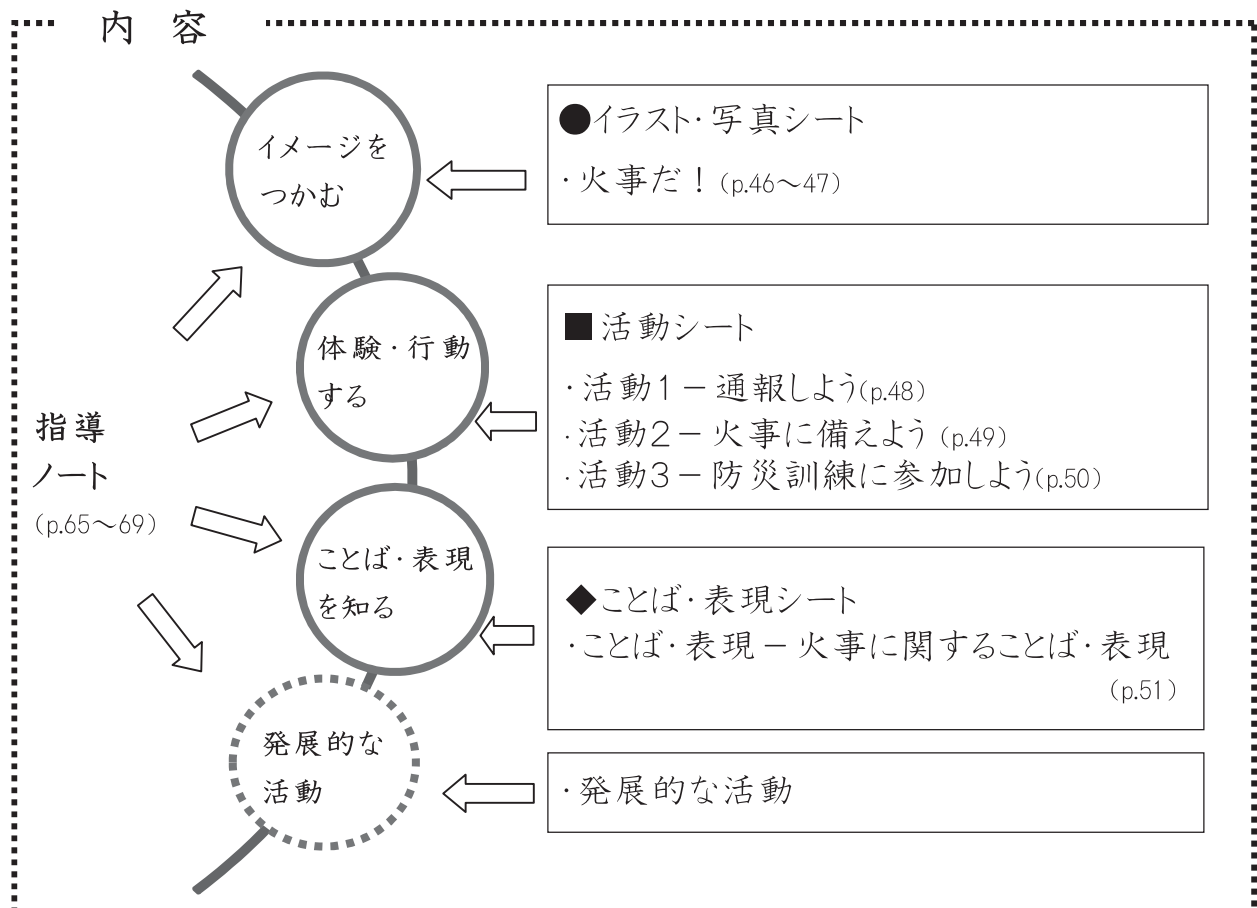 内 容
イメージを
つかむ
●イラスト・写真シート
・火事だ！(p.46～47)
体験・行動
する
■活動シート
・活動1－通報しよう(p.48)
・活動2－火事に備えよう (p.49)
・活動3－防災訓練に参加しよう(p.50)
指導
ノート
(p.65～69)
ことば・表現
を知る
◆ことば・表現シート
・ことば・表現－火事に関することば・表現
(p.51)
発展的な
活動
・発展的な活動